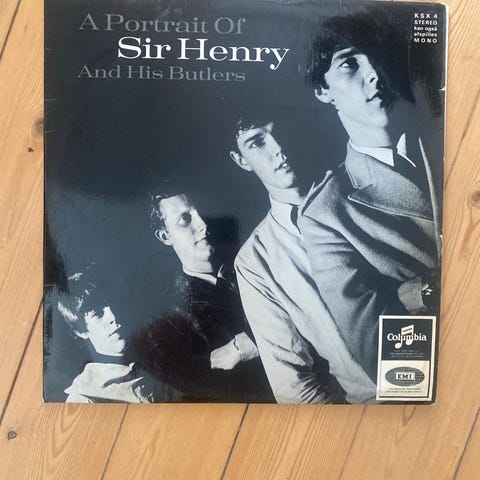 A Portrait Of
Sir Henry
And His Butlers
KSX 4
STEREO
kan også
afspilles
MONO
Columbia
EMI